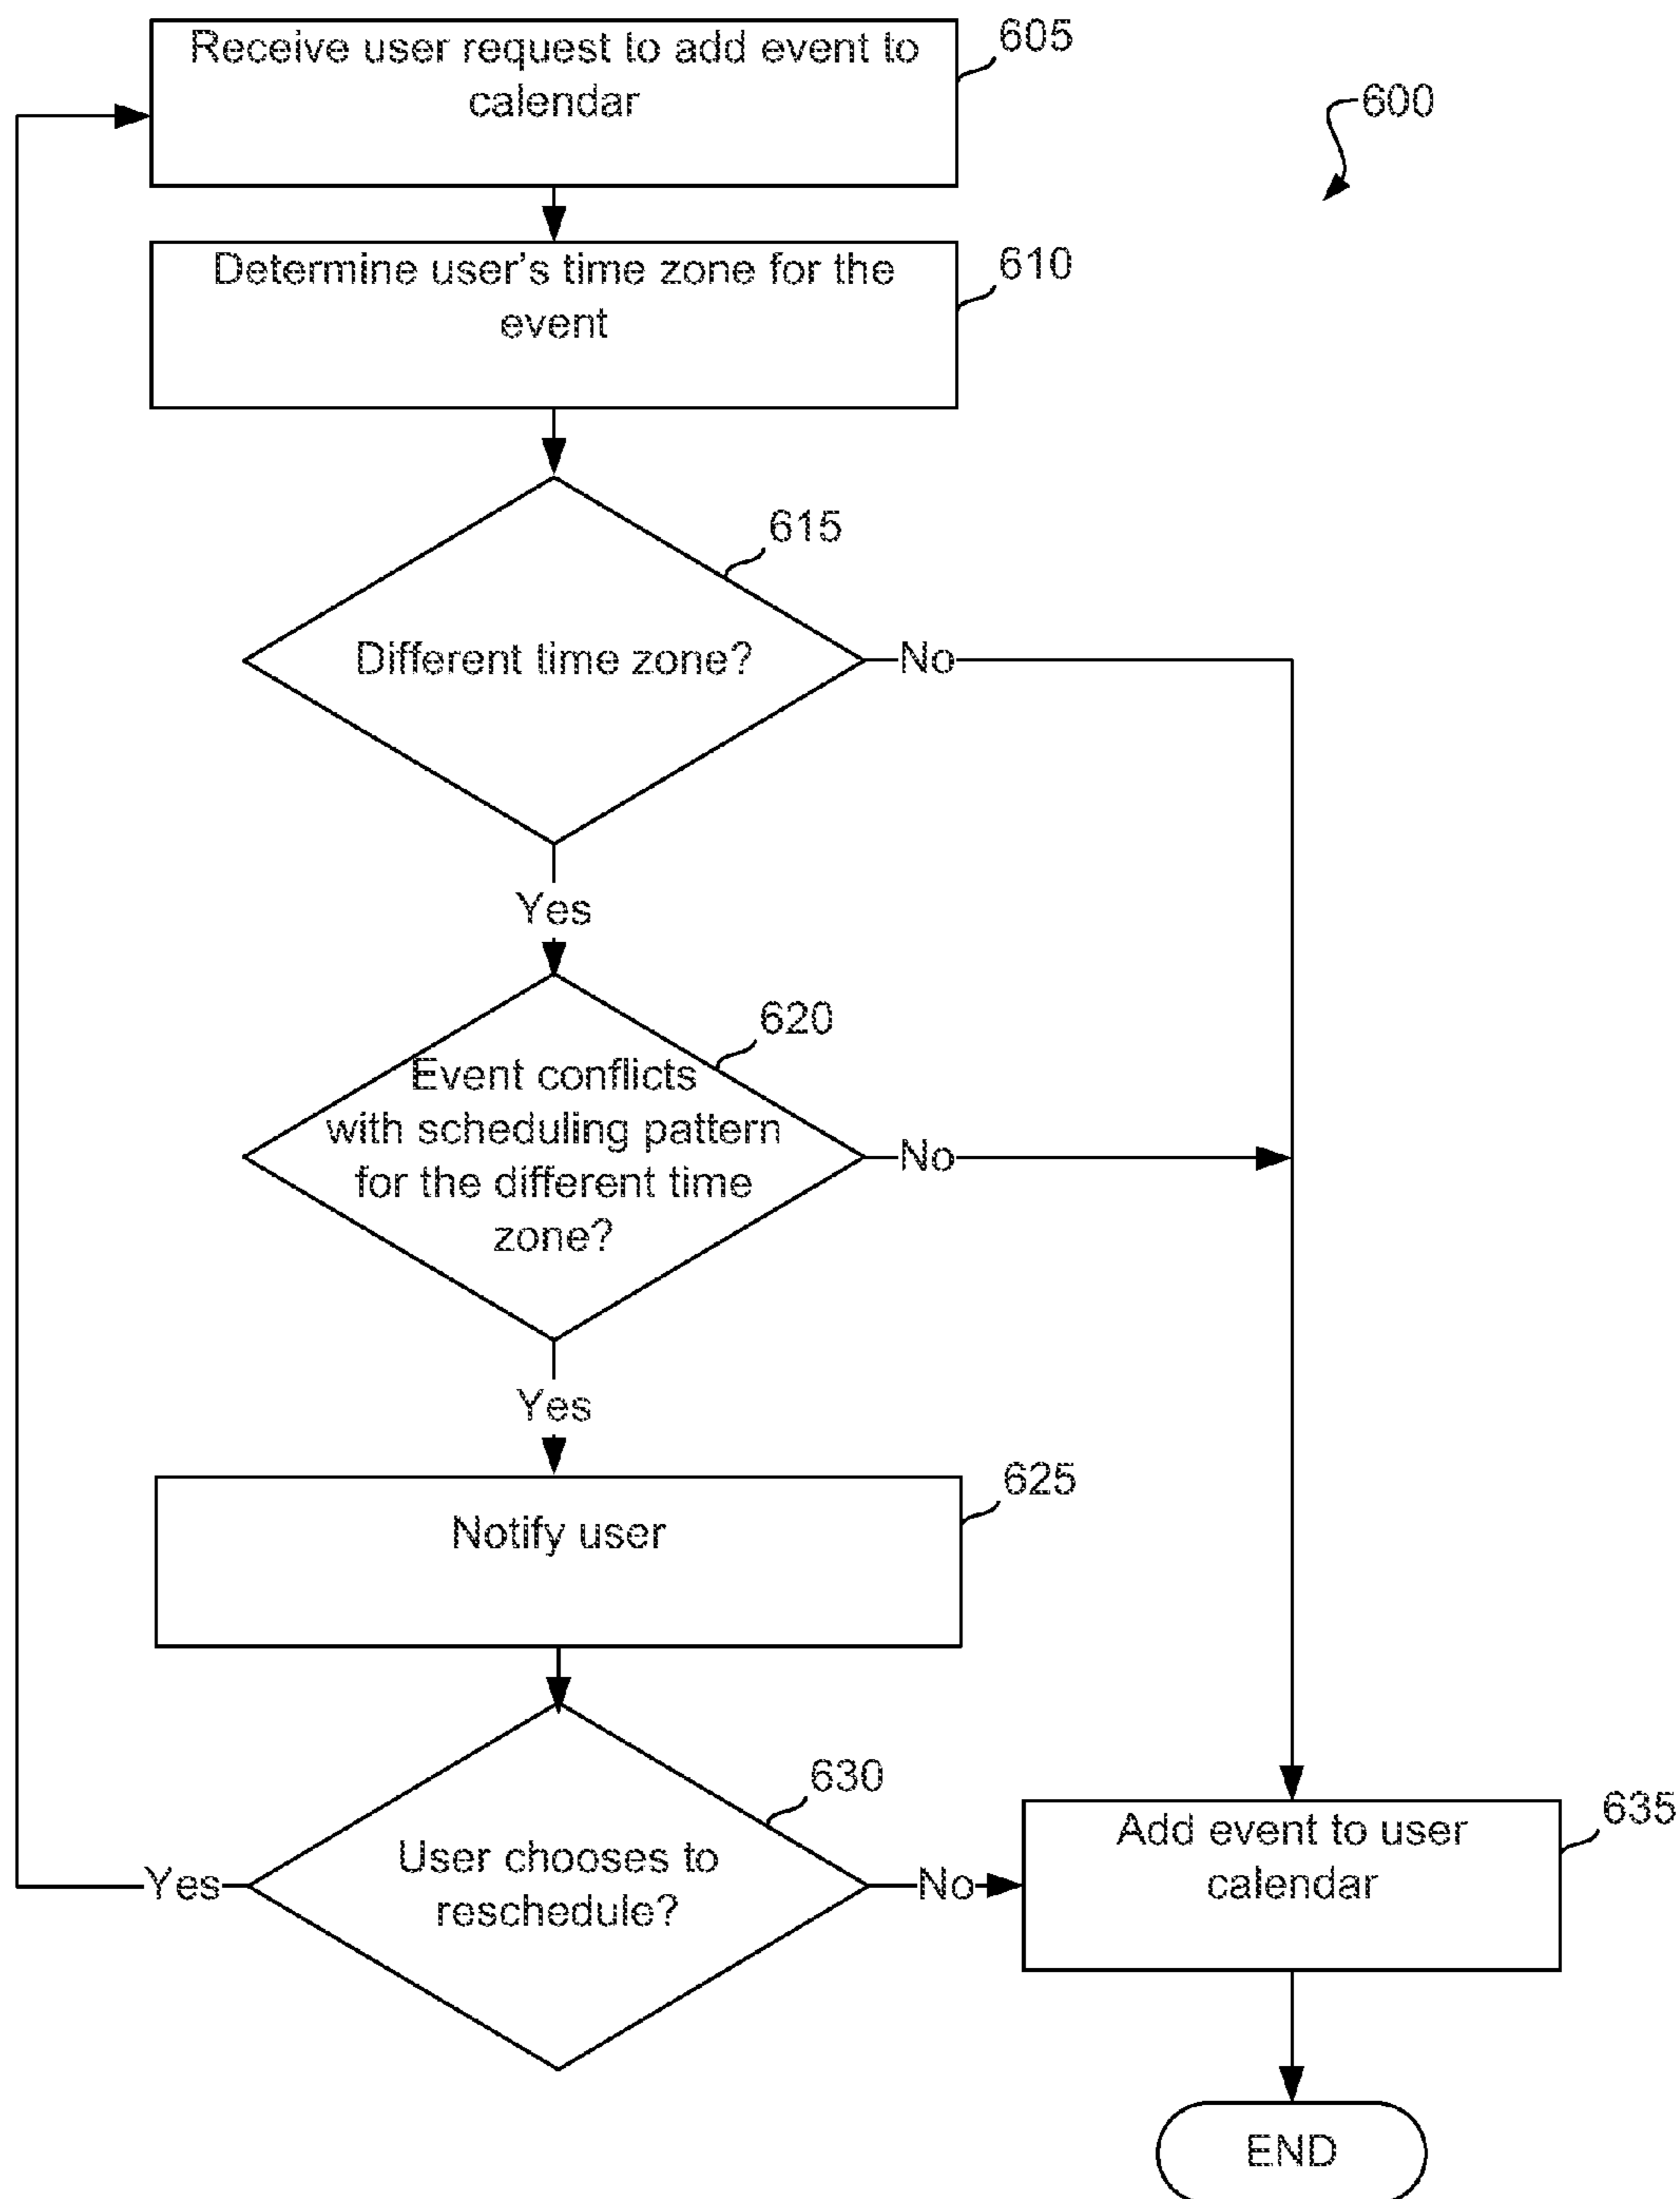 Receive user request to add event to
calendar
605
600
Determine user's time zone for the
event
610
615
Different time zone?
No
Yes
620
Event conflicts
with scheduling pattern
for the different time
zone?
No
Yes
625
Notify user
630
User chooses to
reschedule?
Yes
No
635
Add event to user
calendar
END